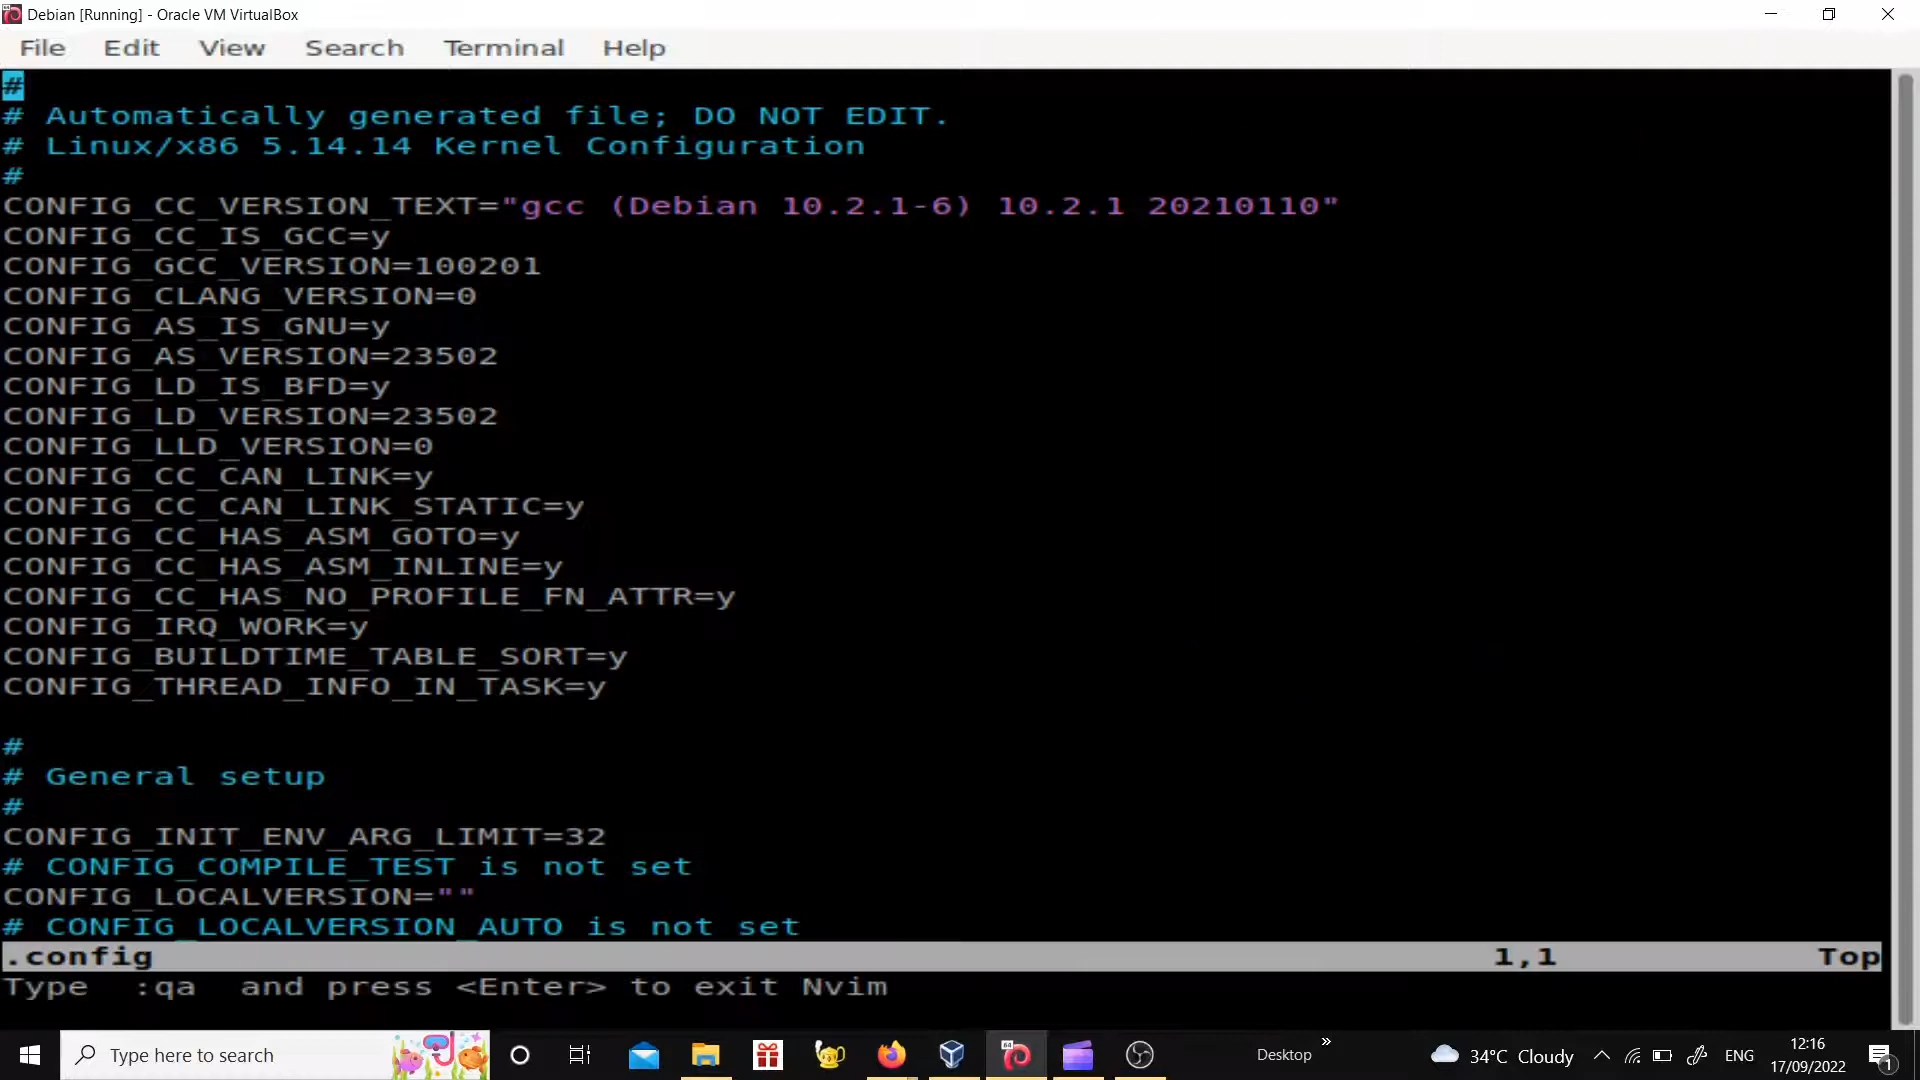 Debian [Running] - Oracle VM VirtualBox
File Edit View Search Terminal Help
#
# Automatically generated file; DO NOT EDIT.
# Linux/x86 5.14.14 Kernel Configuration
#
CONFIG_CC_VERSION_TEXT="gcc (Debian 10.2.1-6) 10.2.1 20210110"
CONFIG_CC_IS_GCC=y
CONFIG_GCC_VERSION=100201
CONFIG_CLANG_VERSION=0
CONFIG_AS_IS_GNU=y
CONFIG_AS_VERSION=23502
CONFIG_LD_IS_BFD=y
CONFIG_LD_VERSION=23502
CONFIG_LLD_VERSION=0
CONFIG_CC_CAN_LINK=y
CONFIG_CC_CAN_LINK_STATIC=y
CONFIG_CC_HAS_ASM_GOTO=y
CONFIG_CC_HAS_ASM_INLINE=y
CONFIG_CC_HAS_NO_PROFILE_FN_ATTR=y
CONFIG_IRQ_WORK=y
CONFIG_BUILDTIME_TABLE_SORT=y
CONFIG_THREAD_INFO_IN_TASK=y
#
# General setup
#
CONFIG_INIT_ENV_ARG_LIMIT=32
# CONFIG_COMPILE_TEST is not set
CONFIG_LOCALVERSION=""
# CONFIG_LOCALVERSION_AUTO is not set
.config 1,1 Top
Type :qa and press <Enter> to exit Nvim
Type here to search
Desktop
»
34°C Cloudy
ENG
12:16
17/09/2022
1